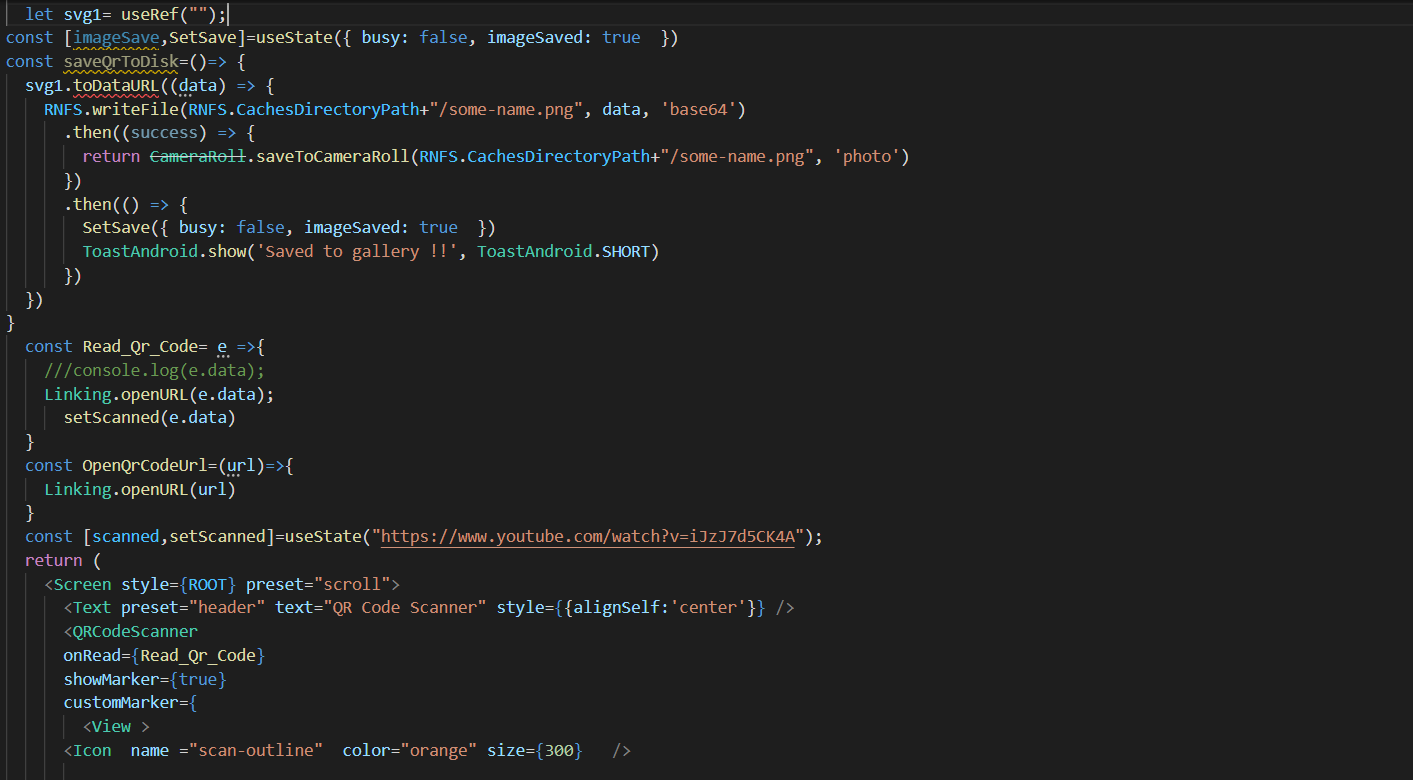 let svg1= useRef("");
const [imageSave,SetSave]=useState({ busy: false, imageSaved: true  })
const saveQrToDisk=()=> {
svg1.toDataURL((data) => {
RNFS.writeFile(RNFS.CachesDirectoryPath+"/some-name.png", data, 'base64')
.then((success) => {
return CameraRoll.saveToCameraRoll(RNFS.CachesDirectoryPath+"/some-name.png", 'photo')
})
.then(() => {
SetSave({ busy: false, imageSaved: true  })
ToastAndroid.show('Saved to gallery !!', ToastAndroid.SHORT)
})
})
}
const Read_Qr_Code= e =>{
///console.log(e.data);
Linking.openURL(e.data);
setScanned(e.data)
}
const OpenQrCodeUrl=(url)=>{
Linking.openURL(url)
}
const [scanned,setScanned]=useState("https://www.youtube.com/watch?v=iJzJ7d5CK4A");
return (
<Screen style={ROOT} preset="scroll">
<Text preset="header" text="QR Code Scanner" style={{alignSelf:'center'}} />
<QRCodeScanner
onRead={Read_Qr_Code}
showMarker={true}
customMarker={
<View >
<Icon  name ="scan-outline"  color="orange" size={300}   />